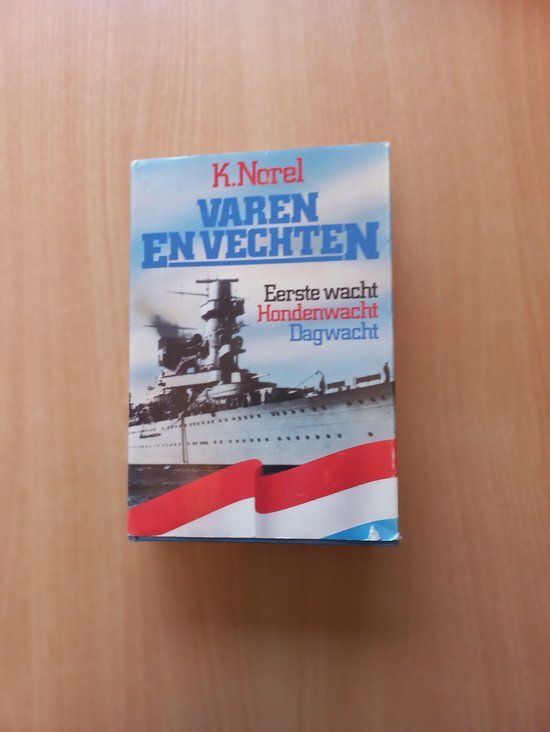 K. Norel
VAREN
EN VECHTEN
Eerste wacht
Hondenwacht
Dagwacht